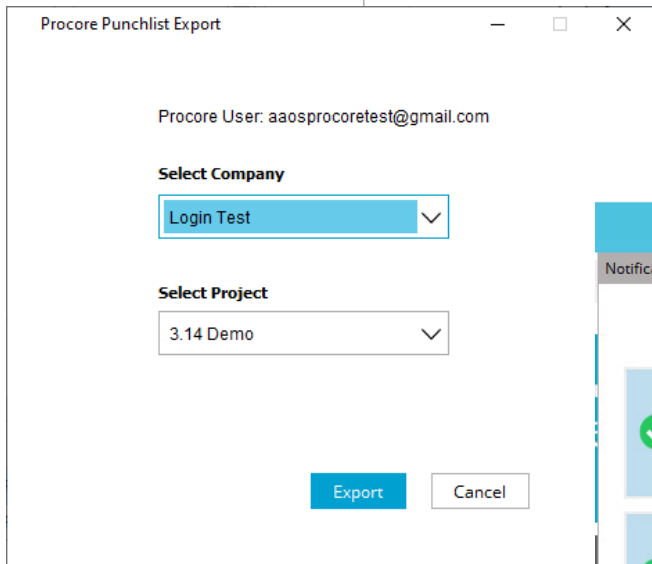 Procore Punchlist Export
Procore User: aaosprocoretest@gmail.com
Select Company
Login Test
Notific
Select Project
3.14 Demo
Export
Cancel